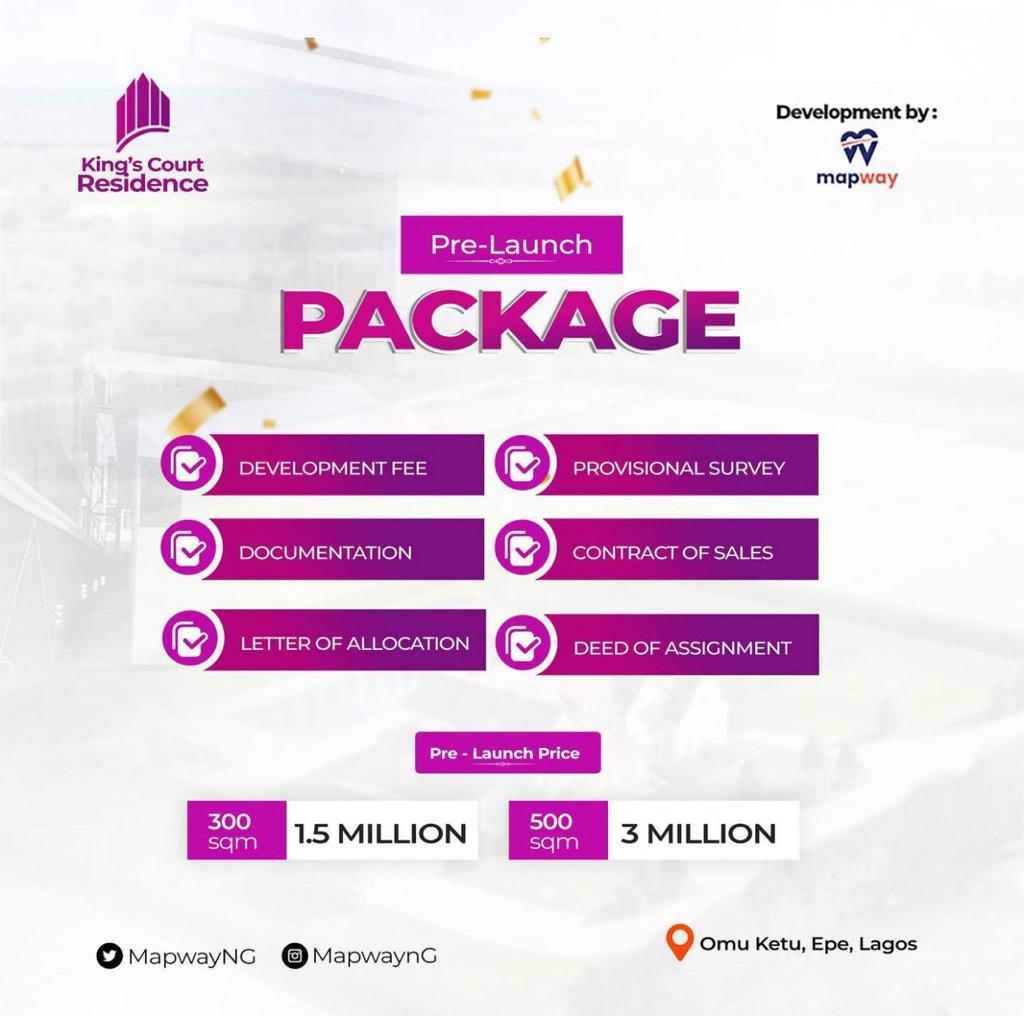 King's Court
Residence
Development by :
mapway
Pre-Launch
PACKAGE
DEVELOPMENT FEE
PROVISIONAL SURVEY
DOCUMENTATION
CONTRACT OF SALES
LETTER OF ALLOCATION
DEED OF ASSIGNMENT
Pre - Launch Price
300
sqm
1.5 MILLION
500
sqm
3 MILLION
MapwayNG
MapwaynG
Omu Ketu, Epe, Lagos